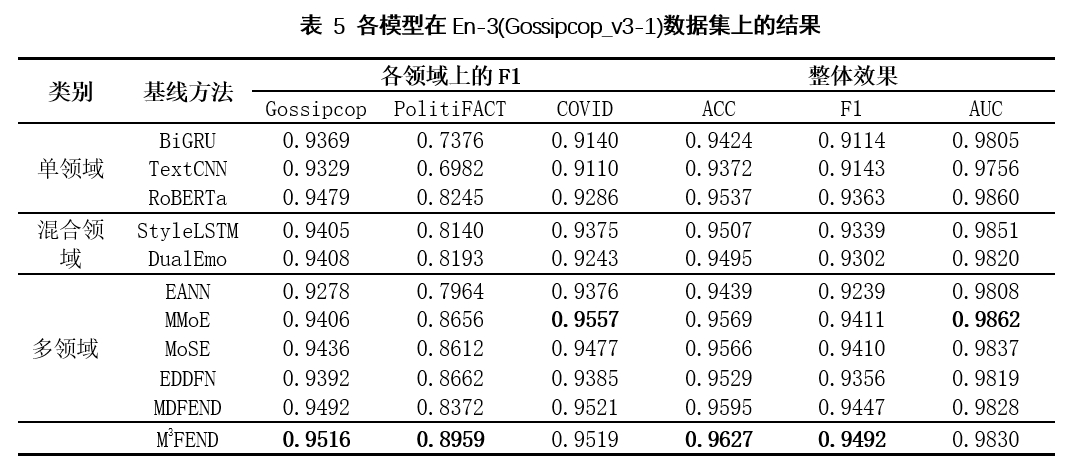 表 5 各模型在 En-3(Gossipcop_v3-1)数据集上的结果
类别 基线方法 各领域上的 F1 整体效果
Gossipcop PolitiFACT COVID ACC F1 AUC
BiGRU 0.9369 0.7376 0.9140 0.9424 0.9114 0.9805
单领域 TextCNN 0.9329 0.6982 0.9110 0.9372 0.9143 0.9756
RoBERTa 0.9479 0.8245 0.9286 0.9537 0.9363 0.9860
混合领 StyleLSTM 0.9405 0.8140 0.9375 0.9507 0.9339 0.9851
域 DualEmo 0.9408 0.8193 0.9243 0.9495 0.9302 0.9820
EANN 0.9278 0.7964 0.9376 0.9439 0.9239 0.9808
MMoE 0.9406 0.8656 0.9557 0.9569 0.9411 0.9862
多领域 MoSE 0.9436 0.8612 0.9477 0.9566 0.9410 0.9837
EDDFN 0.9392 0.8662 0.9385 0.9529 0.9356 0.9819
MDFEND 0.9492 0.8372 0.9521 0.9595 0.9447 0.9828
M³FEND 0.9516 0.8959 0.9519 0.9627 0.9492 0.9830